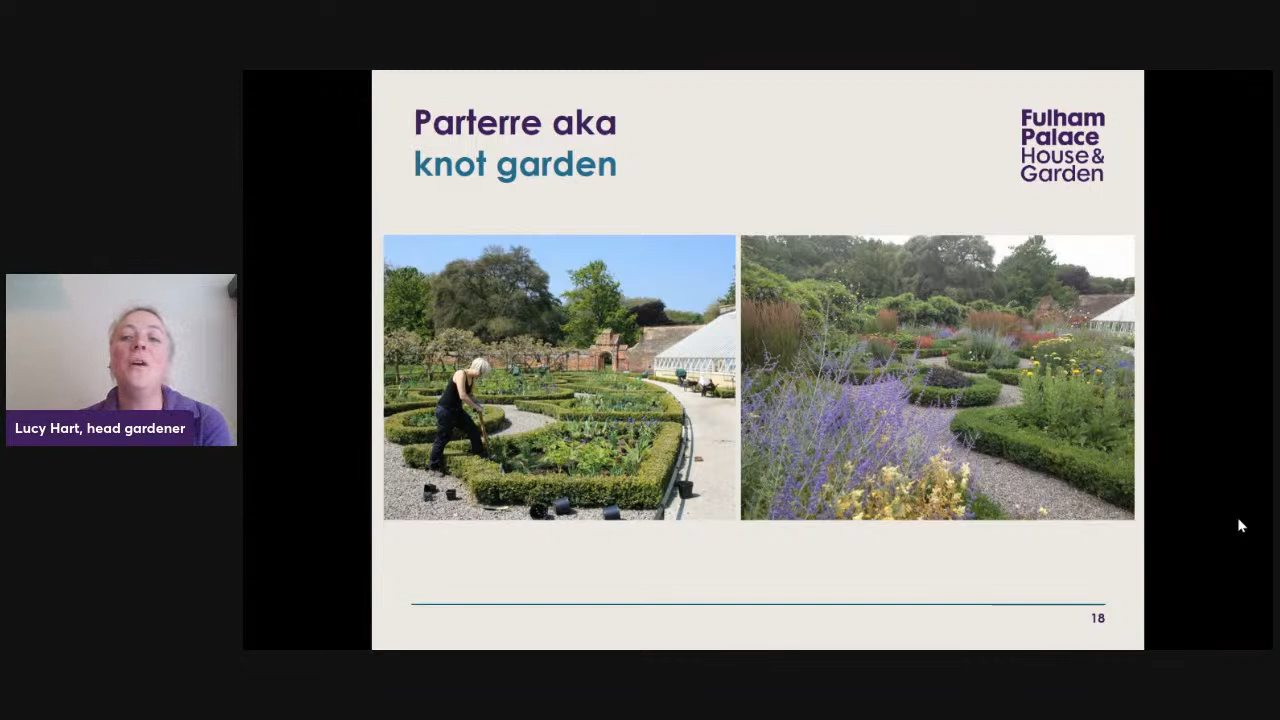 Parterre aka
knot garden
Fulham
Palace
House &
Garden
Lucy Hart, head gardener
18